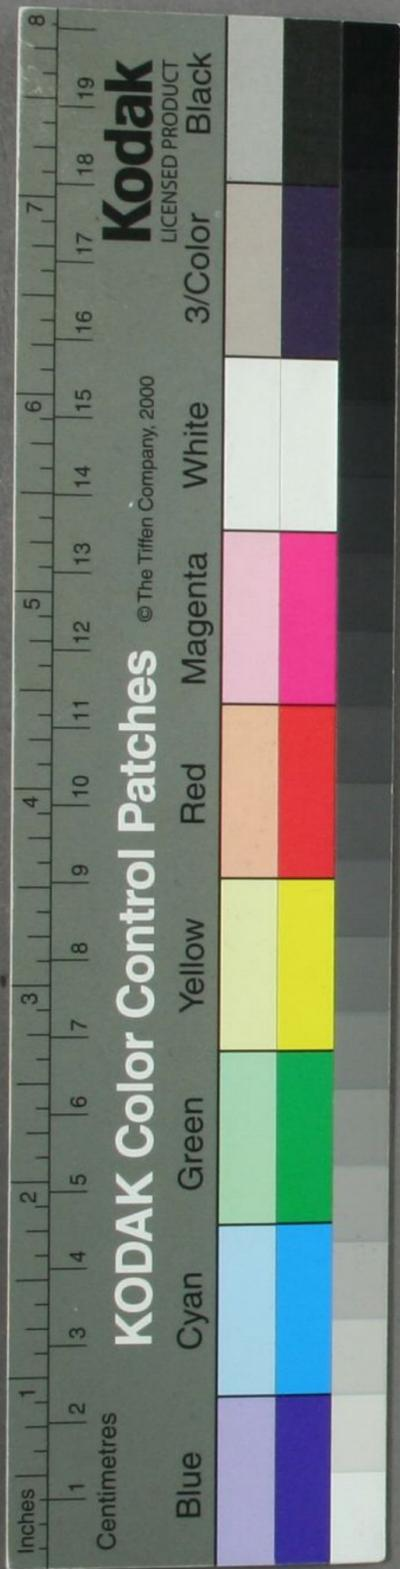 Inches 1 2 3 4 5 6 7 8
Centimetres 1 2 3 4 5 6 7 8 9 10 11 12 13 14 15 16 17 18 19
KODAK Color Control Patches © The Tiffen Company, 2000 Kodak
LICENSED PRODUCT
Blue Cyan Green Yellow Red Magenta White 3/Color Black